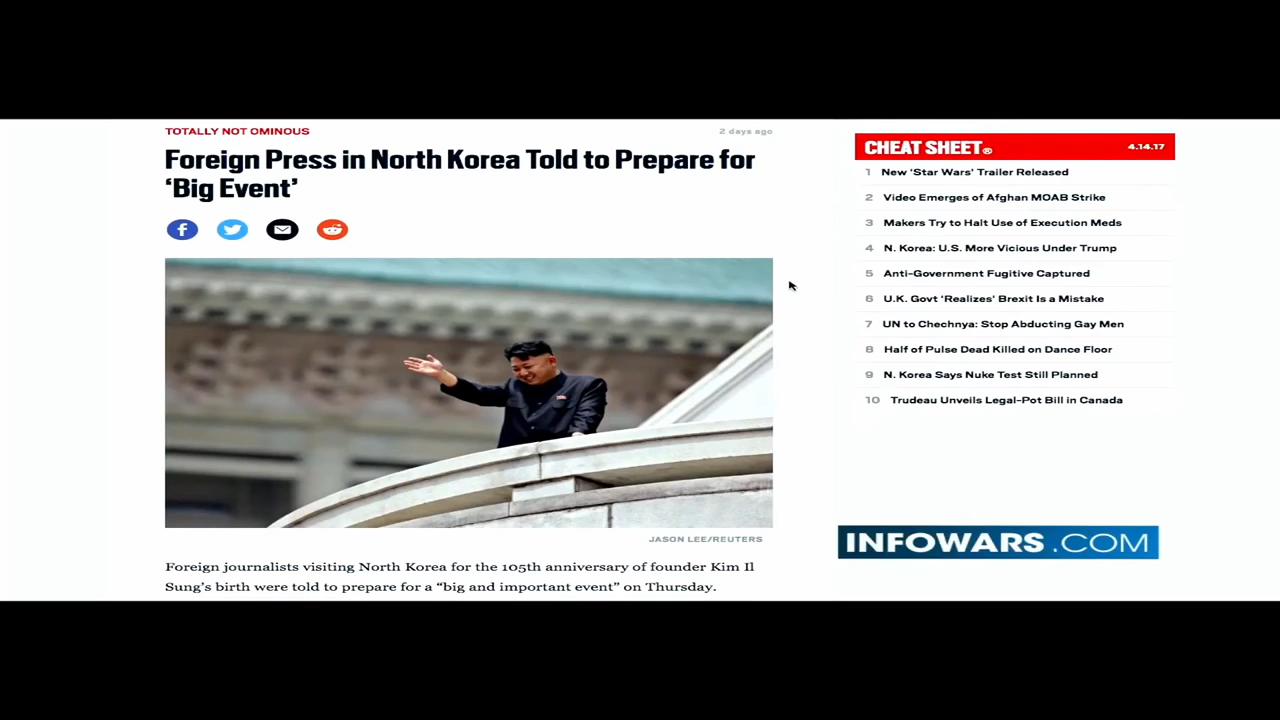 TOTALLY NOT OMINOUS
2 days ago
Foreign Press in North Korea Told to Prepare for
‘Big Event’
f
JASON LEE/REUTERS
Foreign journalists visiting North Korea for the 105th anniversary of founder Kim Il
Sung’s birth were told to prepare for a “big and important event” on Thursday.
CHEAT SHEET®
4.14.17
1 New ‘Star Wars’ Trailer Released
2 Video Emerges of Afghan MOAB Strike
3 Makers Try to Halt Use of Execution Meds
4 N. Korea: U.S. More Vicious Under Trump
5 Anti-Government Fugitive Captured
6 U.K. Govt ‘Realizes’ Brexit Is a Mistake
7 UN to Chechnya: Stop Abducting Gay Men
8 Half of Pulse Dead Killed on Dance Floor
9 N. Korea Says Nuke Test Still Planned
10 Trudeau Unveils Legal-Pot Bill in Canada
INFOWARS.COM